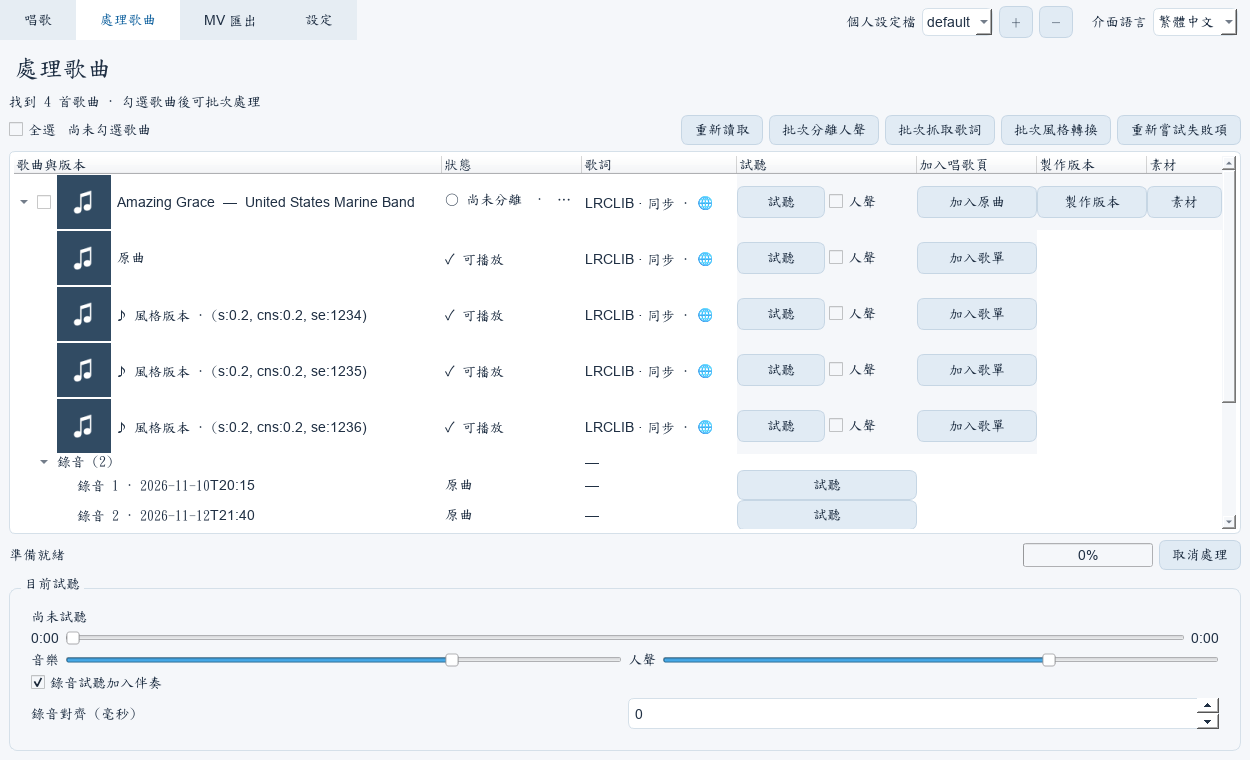 唱歌 處理歌曲 MV 匯出 設定 個人設定檔 default + − 介面語言 繁體中文
處理歌曲
找到 4 首歌曲 · 勾選歌曲後可批次處理
全選 尚未勾選歌曲 重新讀取 批次分離人聲 批次抓取歌詞 批次風格轉換 重新嘗試失敗項
歌曲與版本 狀態 歌詞 試聽 加入唱歌頁 製作版本 素材
Amazing Grace — United States Marine Band ○ 尚未分離 · … LRCLIB · 同步 · 🌐 試聽 人聲 加入原曲 製作版本 素材
原曲 ✓ 可播放 LRCLIB · 同步 · 🌐 試聽 人聲 加入歌單
♪ 風格版本 · (s:0.2, cns:0.2, se:1234) ✓ 可播放 LRCLIB · 同步 · 🌐 試聽 人聲 加入歌單
♪ 風格版本 · (s:0.2, cns:0.2, se:1235) ✓ 可播放 LRCLIB · 同步 · 🌐 試聽 人聲 加入歌單
♪ 風格版本 · (s:0.2, cns:0.2, se:1236) ✓ 可播放 LRCLIB · 同步 · 🌐 試聽 人聲 加入歌單
錄音 (2) —
錄音 1 · 2026-11-10T20:15 原曲 — 試聽
錄音 2 · 2026-11-12T21:40 原曲 — 試聽
準備就緒 0% 取消處理
目前試聽
尚未試聽
0:00 0:00
音樂 人聲
錄音試聽加入伴奏
錄音對齊（毫秒） 0